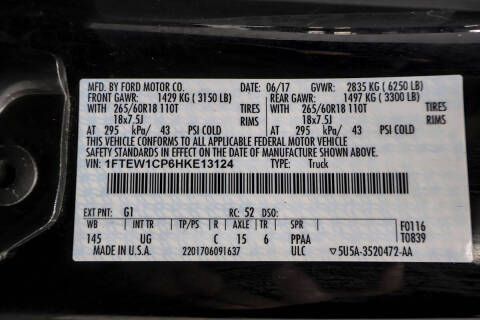 MFD. BY FORD MOTOR CO. DATE: 06/17 GVWR: 2835 KG ( 6250 LB)
FRONT GAWR: 1429 KG ( 3150 LB) REAR GAWR: 1497 KG ( 3300 LB)
WITH 265/60R18 110T TIRES WITH 265/60R18 110T TIRES
18x7.5J RIMS 18x7.5J RIMS
AT 295 kPa/ 43 PSI COLD AT 295 kPa/ 43 PSI COLD
THIS VEHICLE CONFORMS TO ALL APPLICABLE FEDERAL MOTOR VEHICLE
SAFETY STANDARDS IN EFFECT ON THE DATE OF MANUFACTURE SHOWN ABOVE.
VIN: 1FTEW1CP6HKE13124 TYPE: Truck
EXT PNT: G1 RC: 52 DSO:
WB INT TR TP/PS R AXLE TR SPR F0116
145 UG C 15 6 PPAA T0839
MADE IN U.S.A. 2201706091637 ULC ▽5U5A-3520472-AA